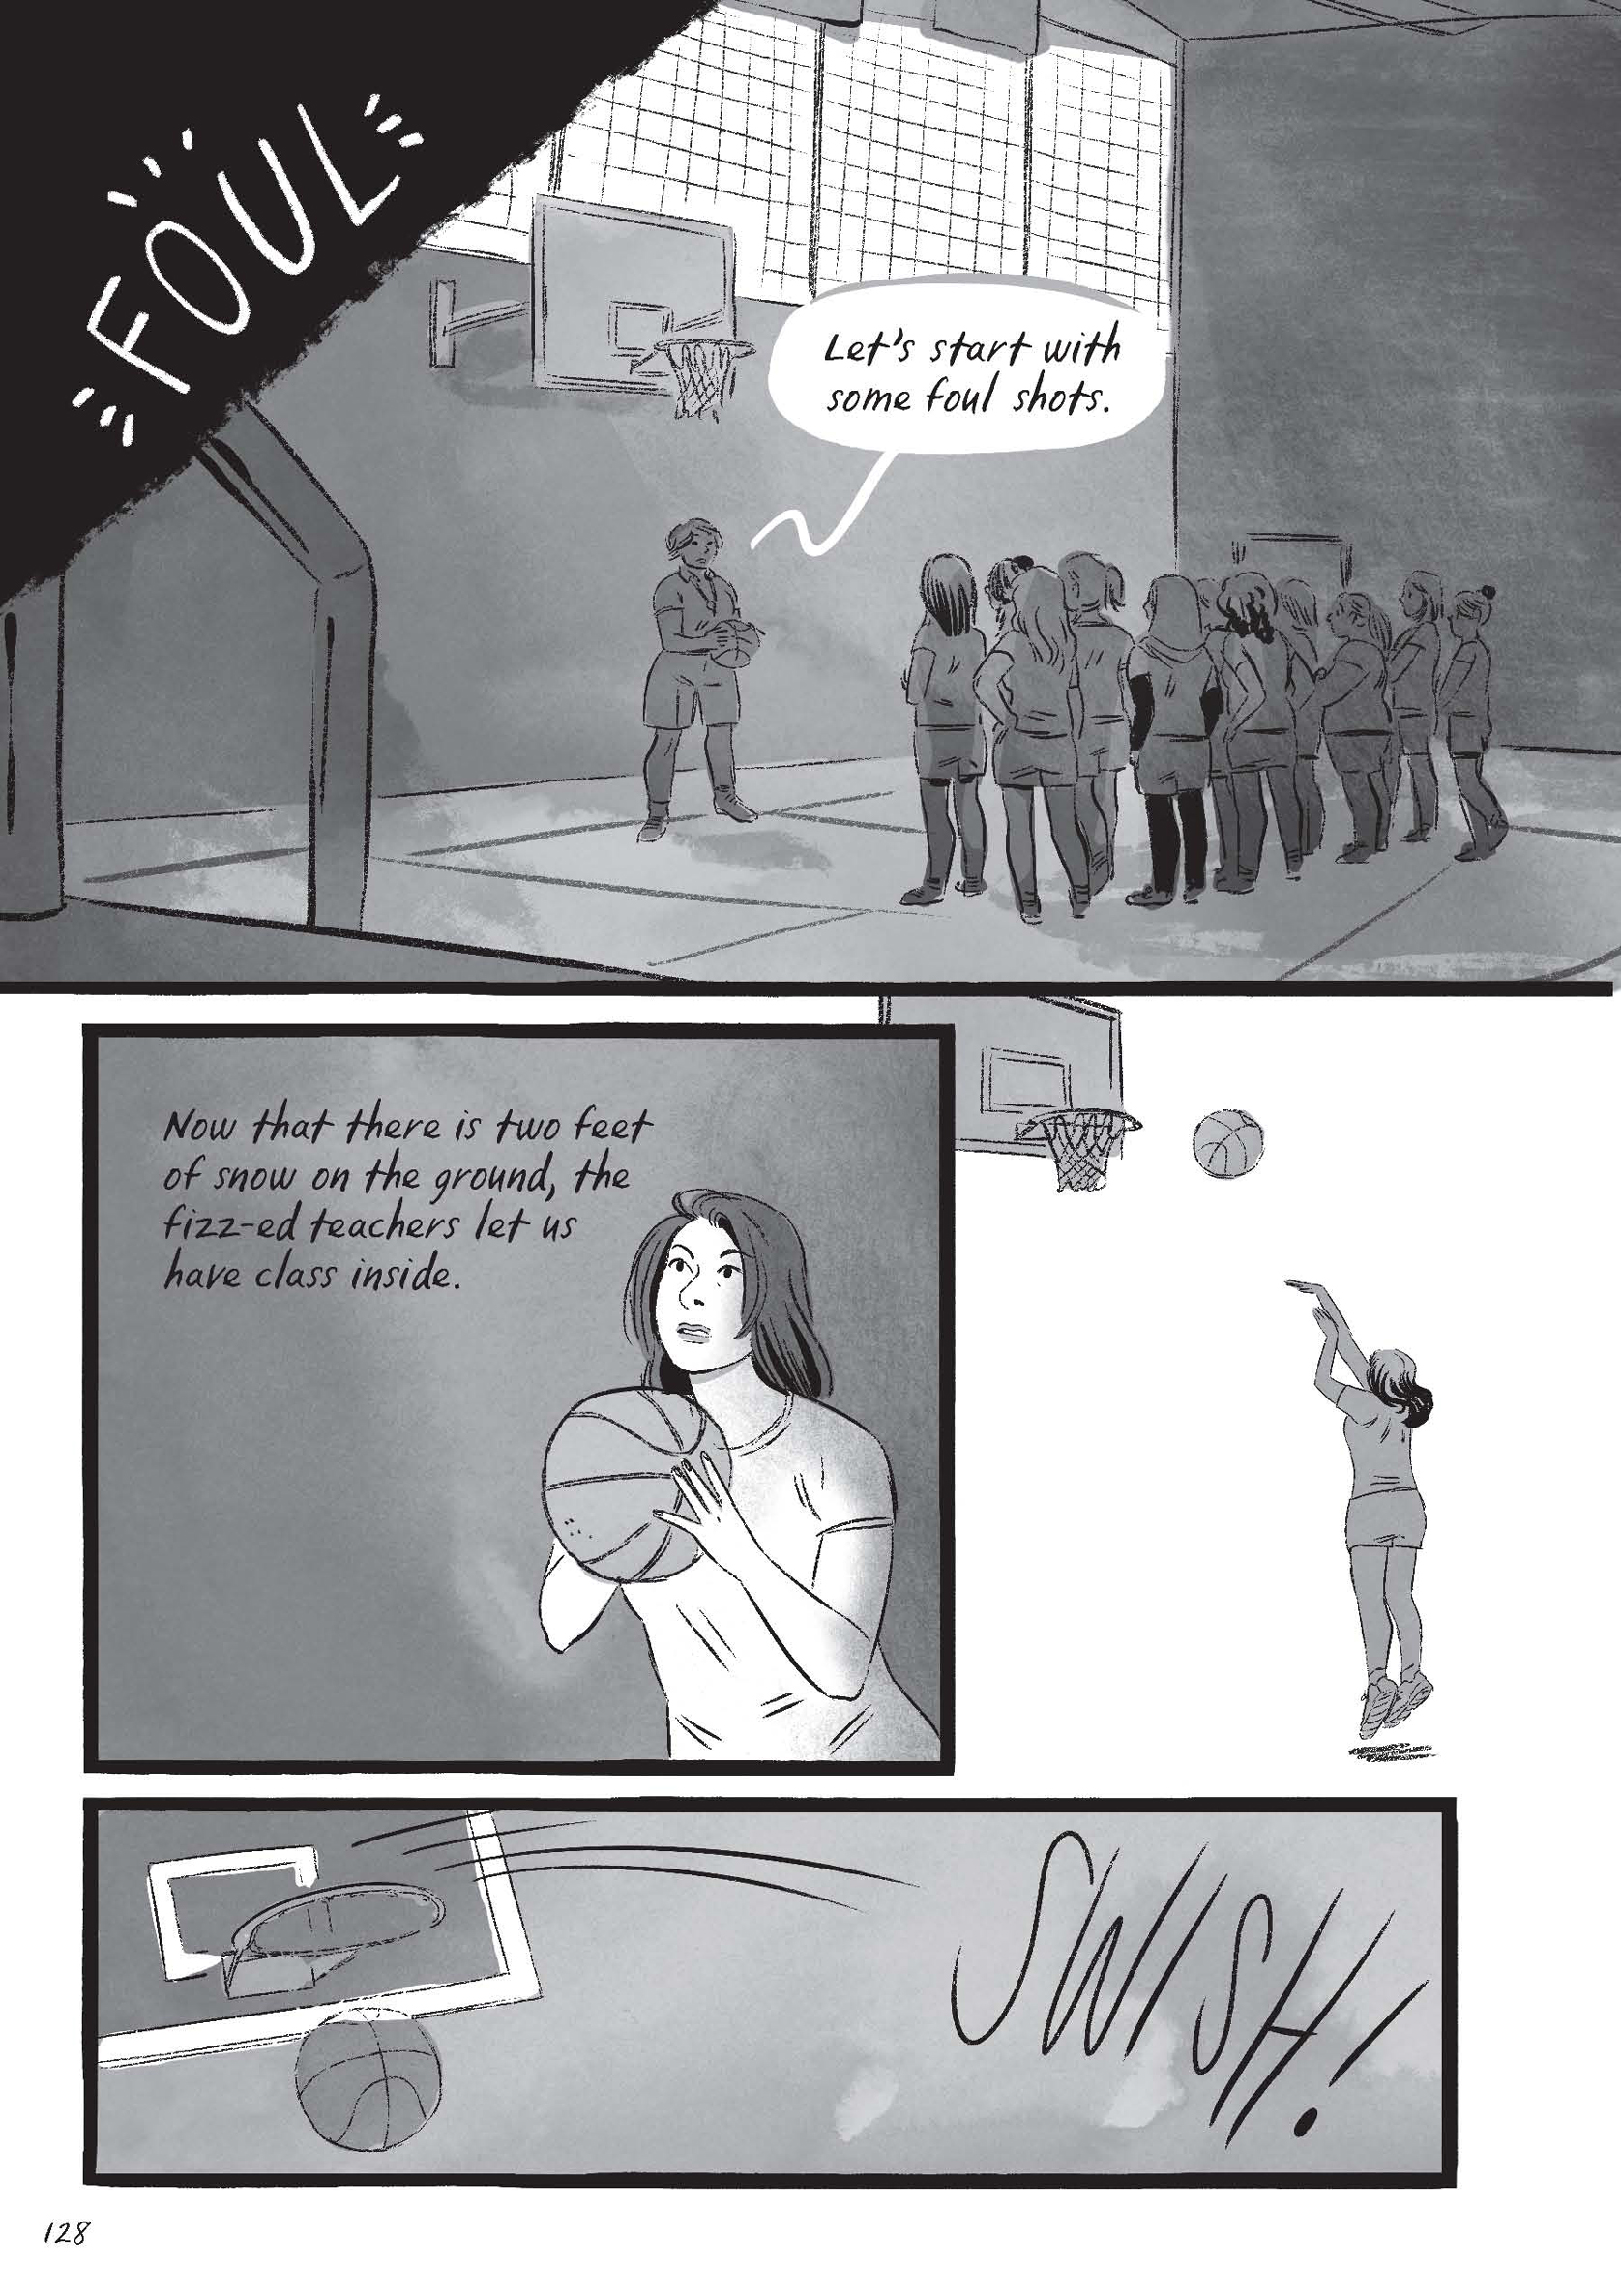 FOUL
Let's start with
some foul shots.
Now that there is two feet
of snow on the ground, the
fizz-ed teachers let us
have class inside.
SWISH!
128